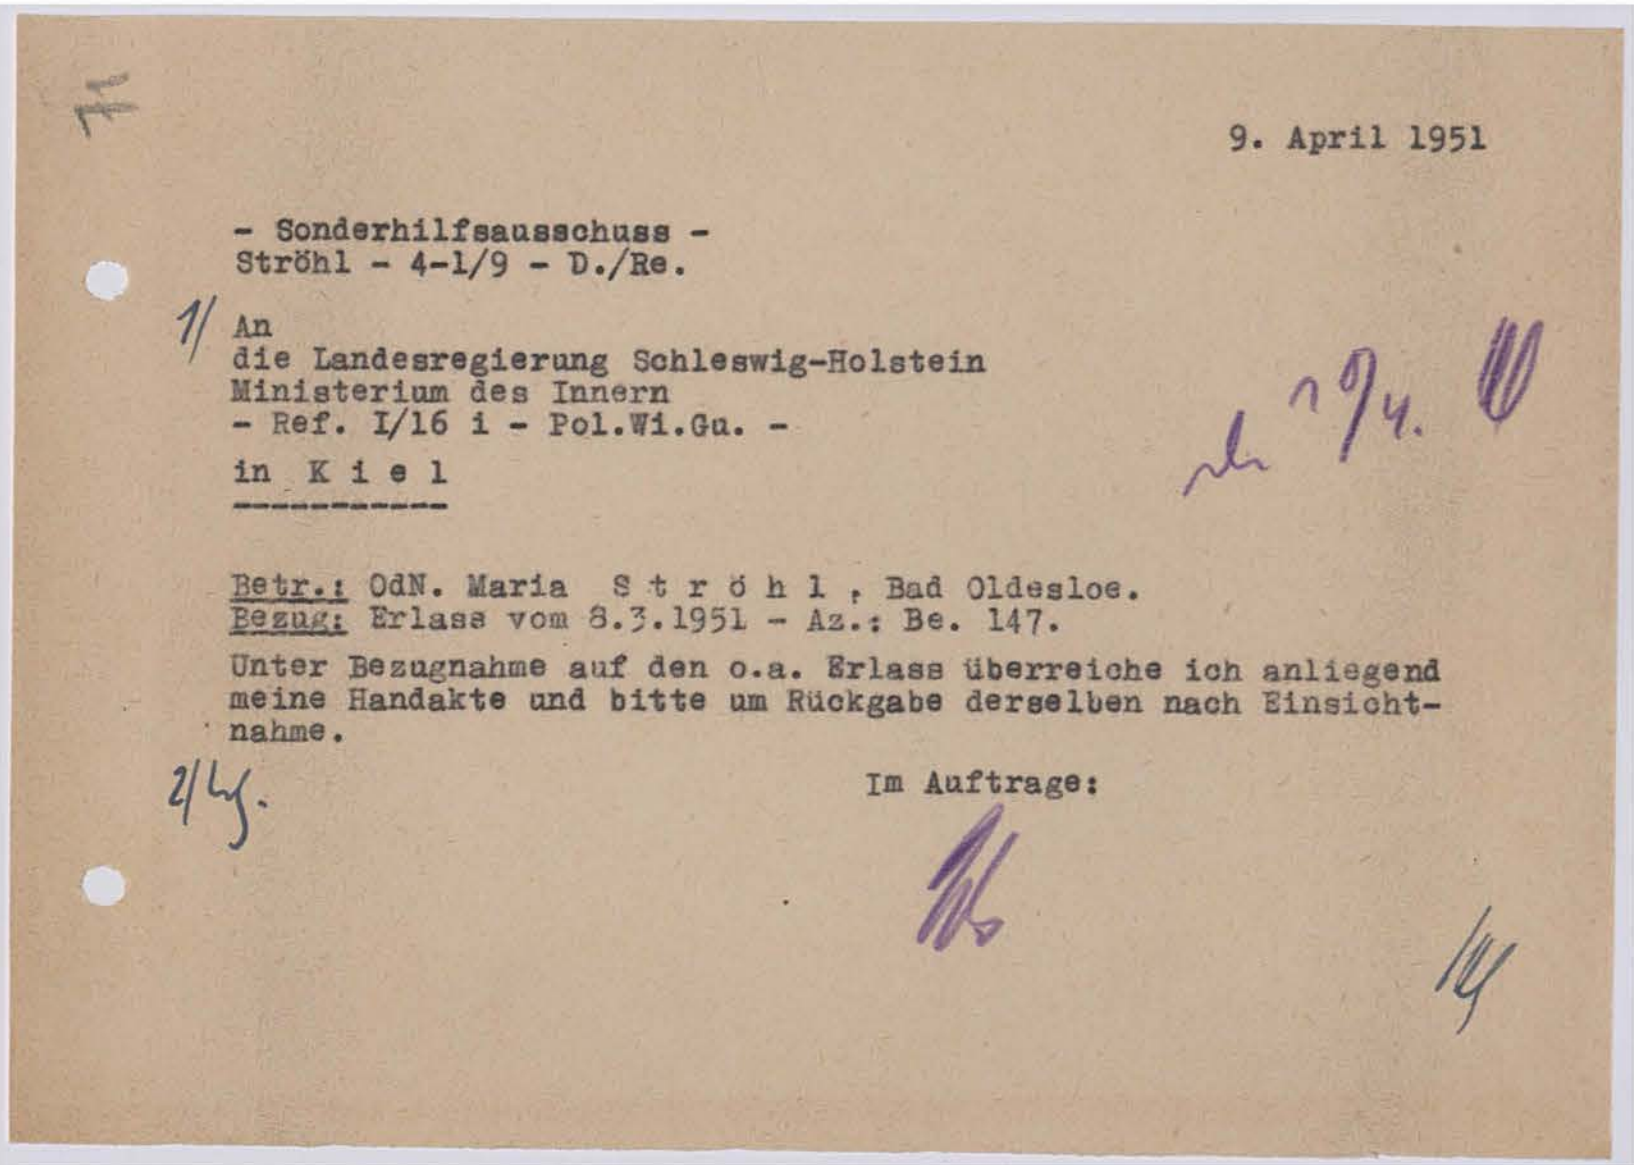 71
9. April 1951
- Sonderhilfsausschuss -
Ströhl - 4-1/9 - D./Re.
1/ An
die Landesregierung Schleswig-Holstein
Ministerium des Innern
- Ref. I/16 i - Pol.Wi.Gu. -
in K i e l
-----------
Betr.: OdN. Maria S t r ö h l , Bad Oldesloe.
Bezug: Erlass vom 8.3.1951 - Az.: Be. 147.
Unter Bezugnahme auf den o.a. Erlass überreiche ich anliegend
meine Handakte und bitte um Rückgabe derselben nach Einsicht-
nahme.
2/
Im Auftrage: